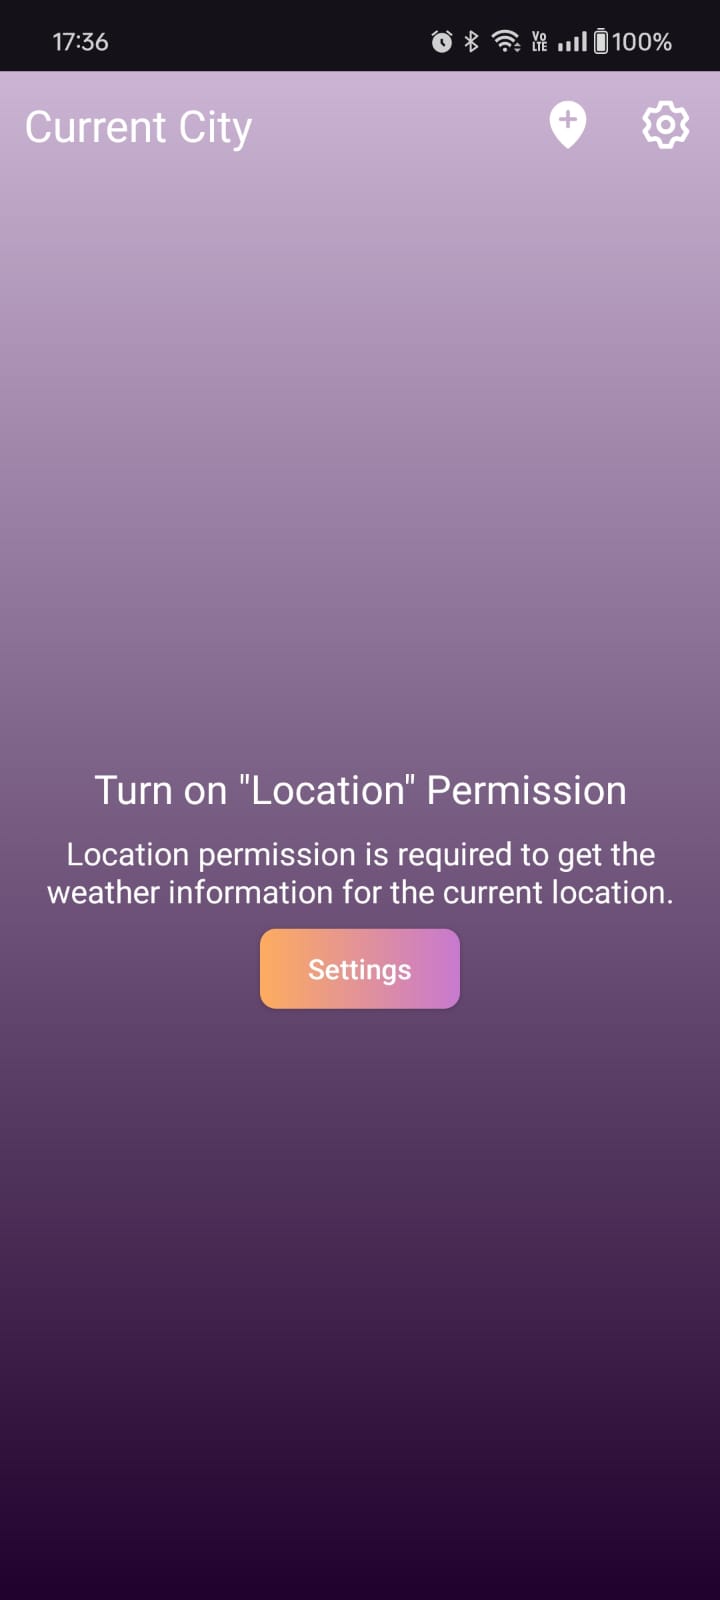 17:36
Vo LTE
100%
Current City
Turn on "Location" Permission
Location permission is required to get the
weather information for the current location.
Settings